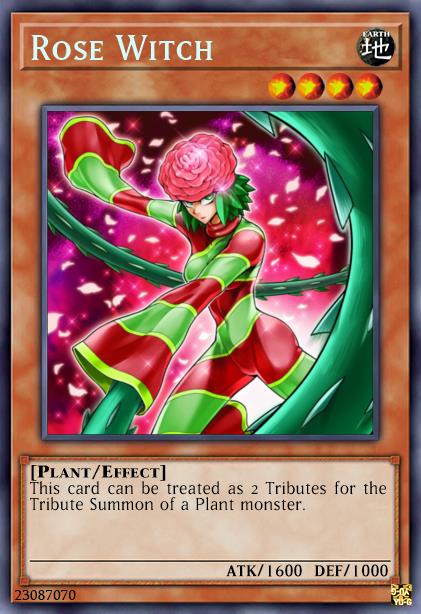 ROSE WITCH
EARTH
地
[PLANT/EFFECT]
This card can be treated as 2 Tributes for the
Tribute Summon of a Plant monster.
ATK/1600 DEF/1000
23087070